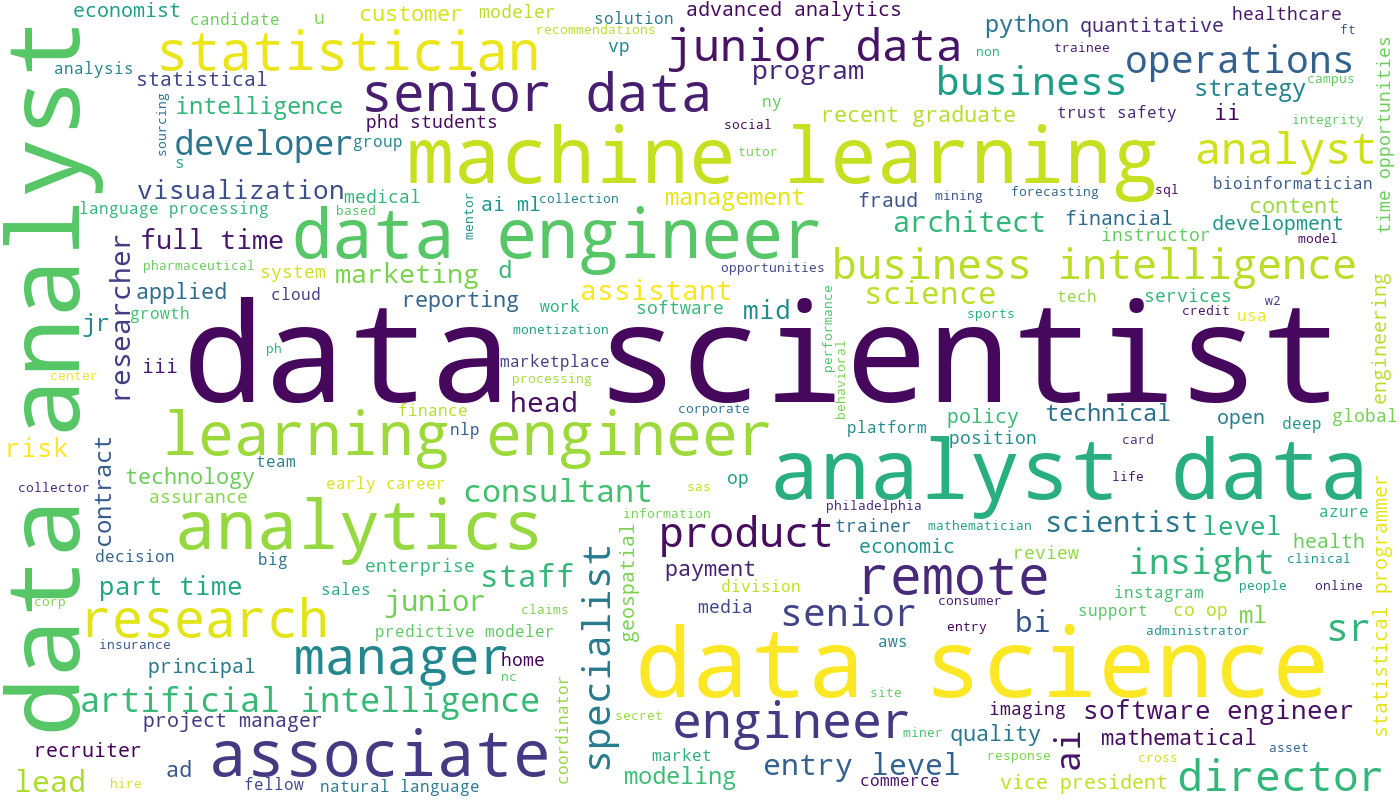 economist
candidate
u
customer
modeler
solution
advanced analytics
healthcare
recommendations
python
quantitative
ft
statistician
vp
junior data
non
trainee
operations
analysis
statistical
program
business
strategy
campus
time opportunities
data analyst
sourcing
intelligence
senior data
ny
recent graduate
trust safety
ii
integrity
phd students
social
developer
group
machine learning
tutor
analyst
s
visualization
medical
management
fraud
mining
forecasting
sql
bioinformatician
language processing
based
mentor
ai ml
collection
architect
financial
content
development
researcher
full time
data engineer
instructor
model
pharmaceutical
system
marketing
d
opportunities
business intelligence
applied
cloud
reporting
assistant
science
tech
services
w2
engineering
jr
growth
work
software
mid
performance
sports
credit
usa
monetization
data scientist
ph
iii
marketplace
behavioral
center
processing
head
finance
corporate
policy
technical
open
deep
global
learning engineer
nlp
platform
position
card
risk
contract
team
analyst data
life
technology
collector
assurance
early career
consultant
sas
op
statistical programmer
analytics
information
philadelphia
trainer
mathematician
scientist
level
azure
product
geospatial
economic
review
insight
health
clinical
decision
big
enterprise
specialist
payment
remote
part time
sales
staff
division
instagram
people
online
corp
research
junior
claims
media
senior
consumer
support
co op
ml
predictive modeler
entry
bi
administrator
sr
insurance
aws
manager
principal
home
nc
data science
artificial intelligence
coordinator
site
project manager
secret
engineer
miner
imaging
software engineer
recruiter
associate
quality
ai
mathematical
asset
market
response
cross
lead
ad
modeling
entry level
hire
fellow
natural language
commerce
vice president
director